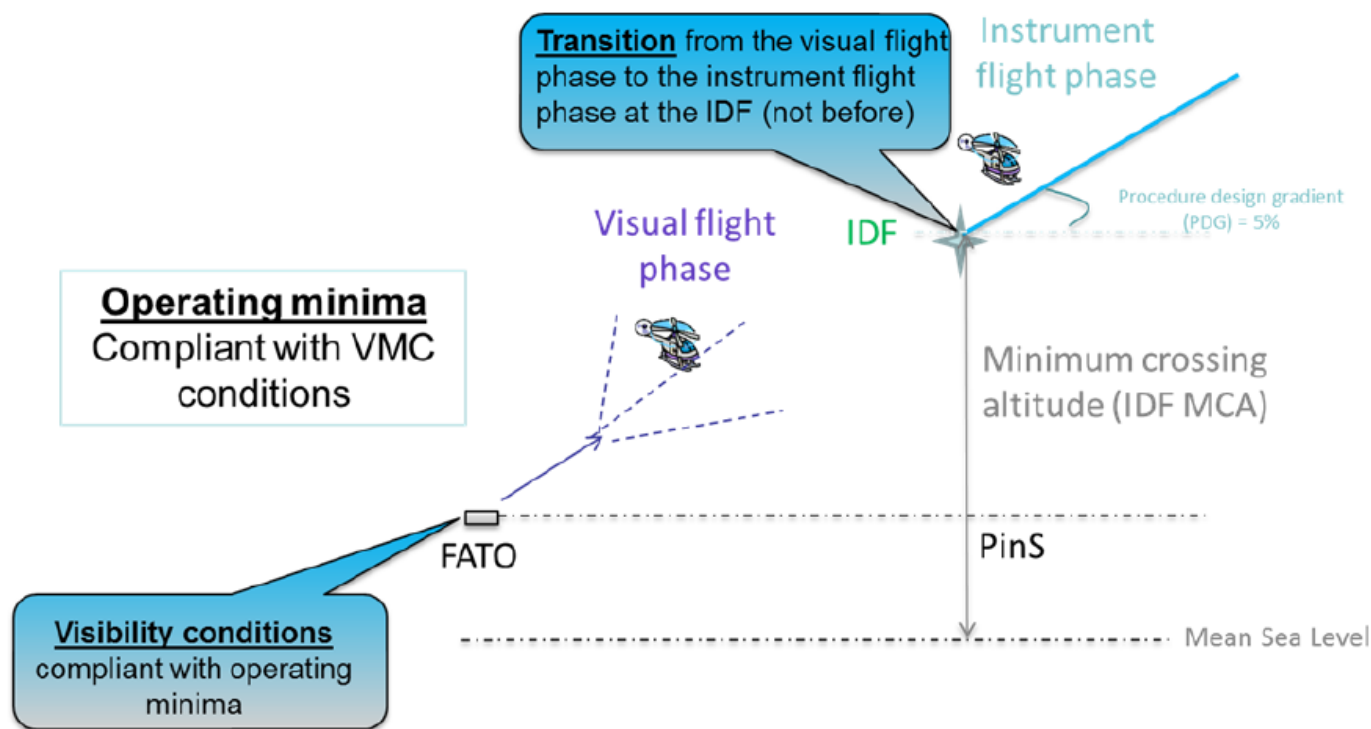 Transition from the visual flight
phase to the instrument flight
phase at the IDF (not before)
Instrument
flight phase
Procedure design gradient
(PDG) = 5%
IDF
Visual flight
phase
Operating minima
Compliant with VMC
conditions
Minimum crossing
altitude (IDF MCA)
FATO
PinS
Visibility conditions
compliant with operating
minima
Mean Sea Level